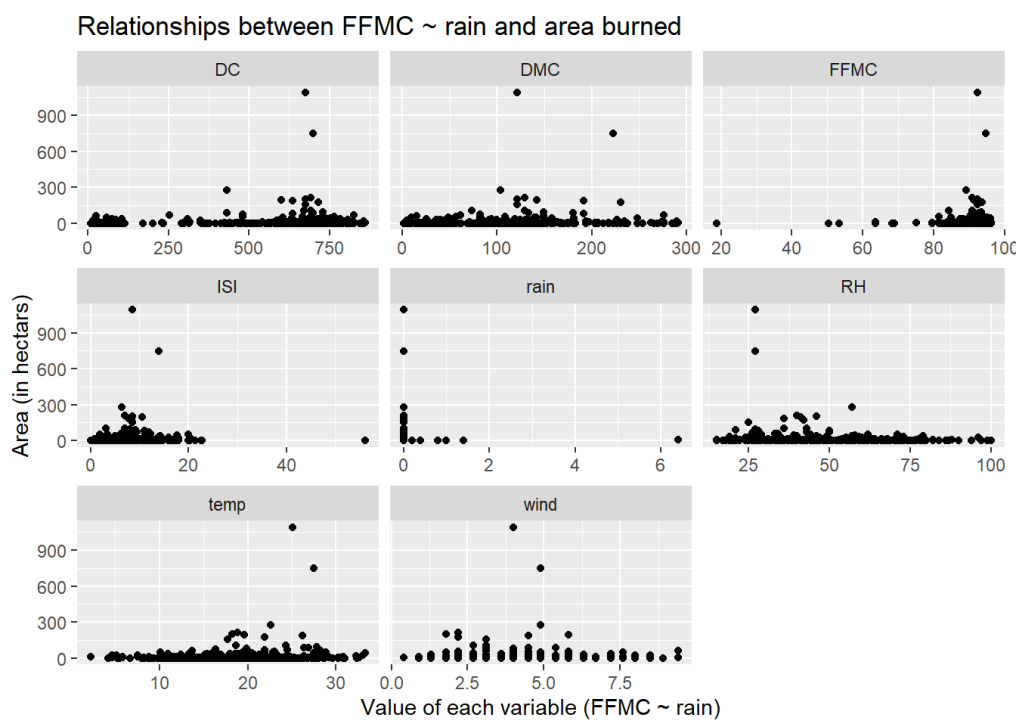 Relationships between FFMC ~ rain and area burned
DC DMC FFMC
900
600
300
0
0 250 500 750 0 100 200 300 20 40 60 80 100
ISI rain RH
900
600
300
0
0 20 40 0 2 4 6 25 50 75 100
temp wind
900
600
300
0
10 20 30 0.0 2.5 5.0 7.5
Area (in hectars)
Value of each variable (FFMC ~ rain)